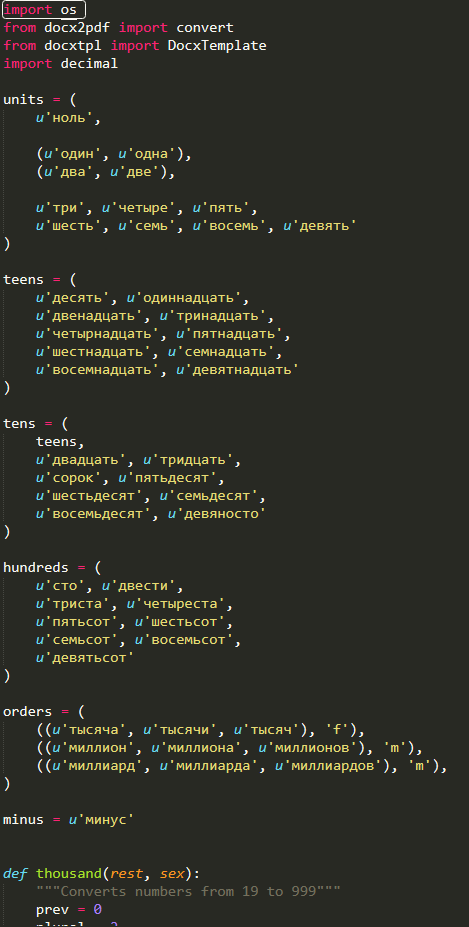 import os
from docx2pdf import convert
from docxtpl import DocxTemplate
import decimal
units = (
u'ноль',
(u'один', u'одна'),
(u'два', u'две'),
u'три', u'четыре', u'пять',
u'шесть', u'семь', u'восемь', u'девять'
)
teens = (
u'десять', u'одиннадцать',
u'двенадцать', u'тринадцать',
u'четырнадцать', u'пятнадцать',
u'шестнадцать', u'семнадцать',
u'восемнадцать', u'девятнадцать'
)
tens = (
teens,
u'двадцать', u'тридцать',
u'сорок', u'пятьдесят',
u'шестьдесят', u'семьдесят',
u'восемьдесят', u'девяносто'
)
hundreds = (
u'сто', u'двести',
u'триста', u'четыреста',
u'пятьсот', u'шестьсот',
u'семьсот', u'восемьсот',
u'девятьсот'
)
orders = (
((u'тысяча', u'тысячи', u'тысяч'), 'f'),
((u'миллион', u'миллиона', u'миллионов'), 'm'),
((u'миллиард', u'миллиарда', u'миллиардов'), 'm'),
)
minus = u'минус'
def thousand(rest, sex):
"""Converts numbers from 19 to 999"""
prev = 0